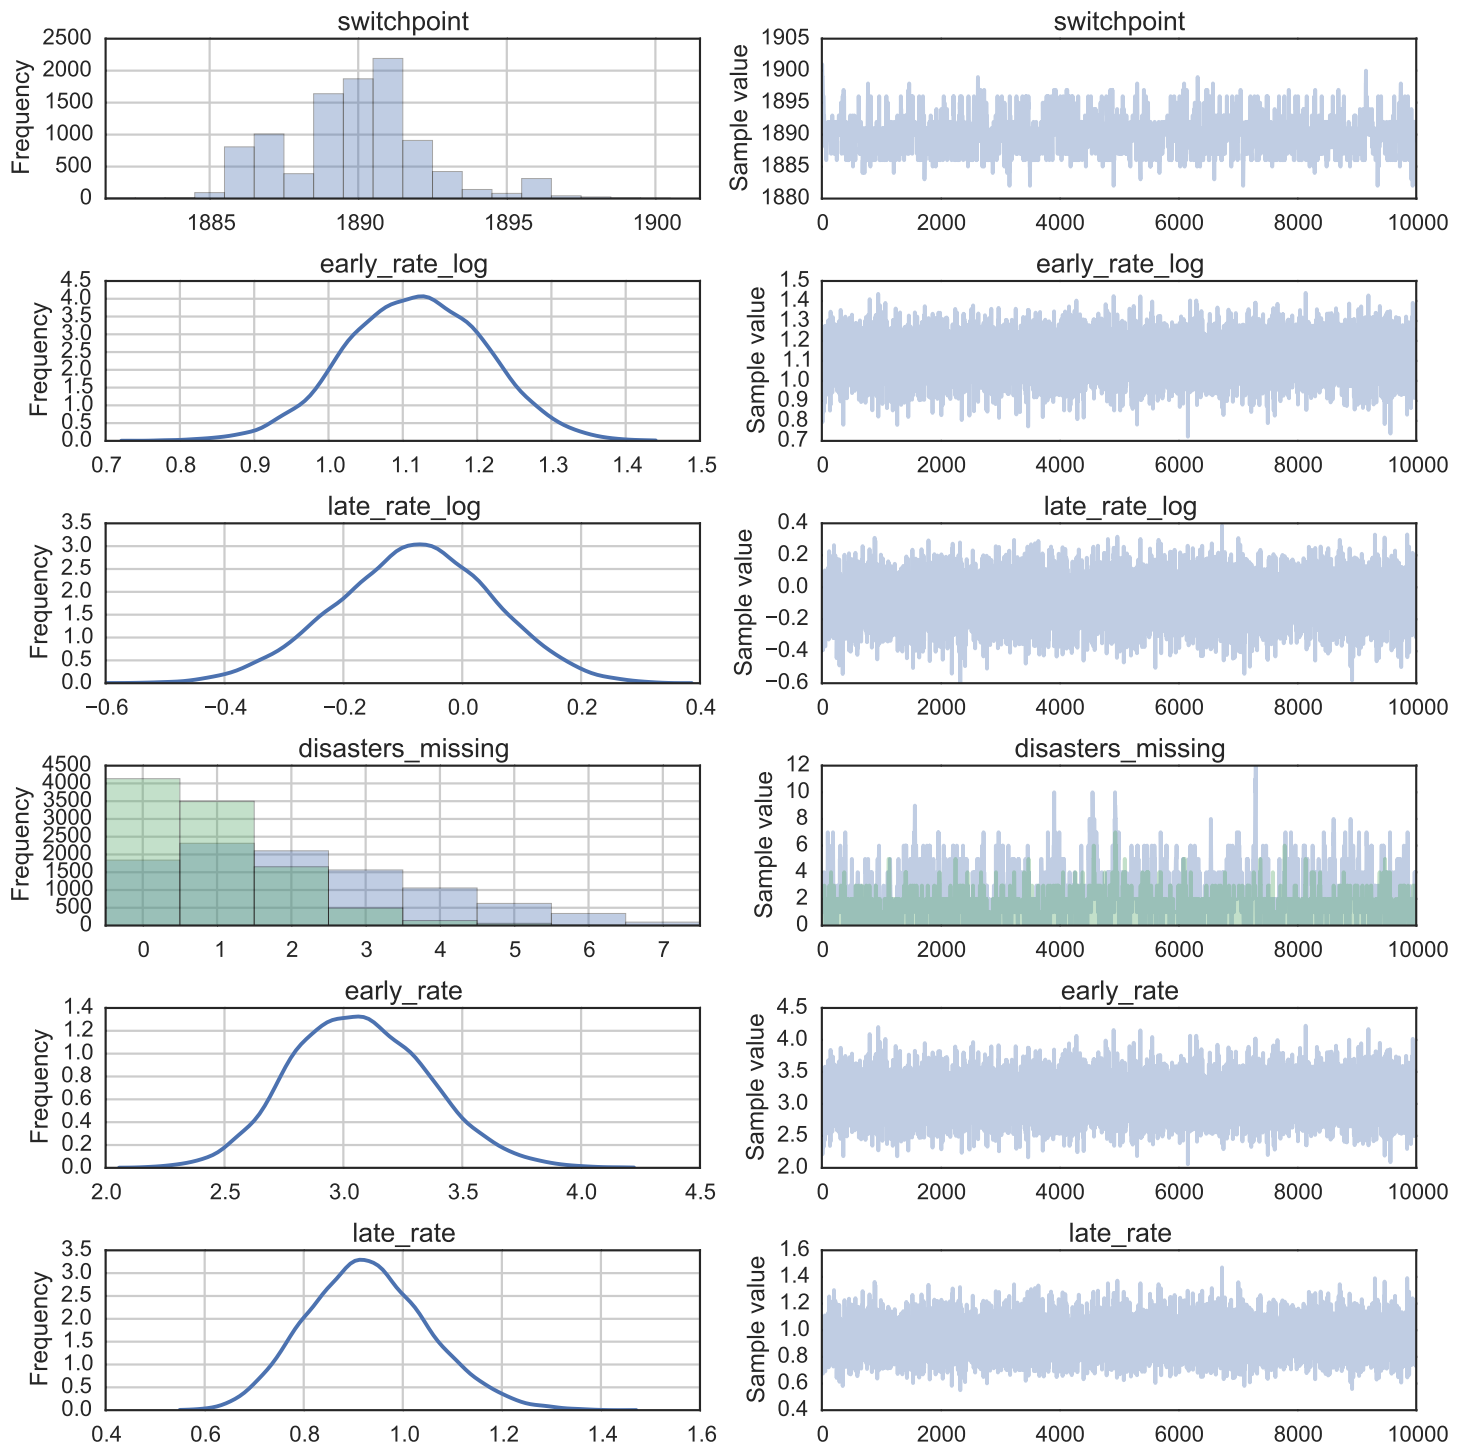 switchpoint
Frequency
2500
2000
1500
1000
500
0
1885 1890 1895 1900
switchpoint
Sample value
1905
1900
1895
1890
1885
1880
0 2000 4000 6000 8000 10000
early_rate_log
Frequency
4.5
4.0
3.5
3.0
2.5
2.0
1.5
1.0
0.5
0.0
0.7 0.8 0.9 1.0 1.1 1.2 1.3 1.4 1.5
early_rate_log
Sample value
1.5
1.4
1.3
1.2
1.1
1.0
0.9
0.8
0.7
0 2000 4000 6000 8000 10000
late_rate_log
Frequency
3.5
3.0
2.5
2.0
1.5
1.0
0.5
0.0
−0.6 −0.4 −0.2 0.0 0.2 0.4
late_rate_log
Sample value
0.4
0.2
0.0
−0.2
−0.4
−0.6
0 2000 4000 6000 8000 10000
disasters_missing
Frequency
4500
4000
3500
3000
2500
2000
1500
1000
500
0
0 1 2 3 4 5 6 7
disasters_missing
Sample value
12
10
8
6
4
2
0
0 2000 4000 6000 8000 10000
early_rate
Frequency
1.4
1.2
1.0
0.8
0.6
0.4
0.2
0.0
2.0 2.5 3.0 3.5 4.0 4.5
early_rate
Sample value
4.5
4.0
3.5
3.0
2.5
2.0
0 2000 4000 6000 8000 10000
late_rate
Frequency
3.5
3.0
2.5
2.0
1.5
1.0
0.5
0.0
0.4 0.6 0.8 1.0 1.2 1.4 1.6
late_rate
Sample value
1.6
1.4
1.2
1.0
0.8
0.6
0.4
0 2000 4000 6000 8000 10000